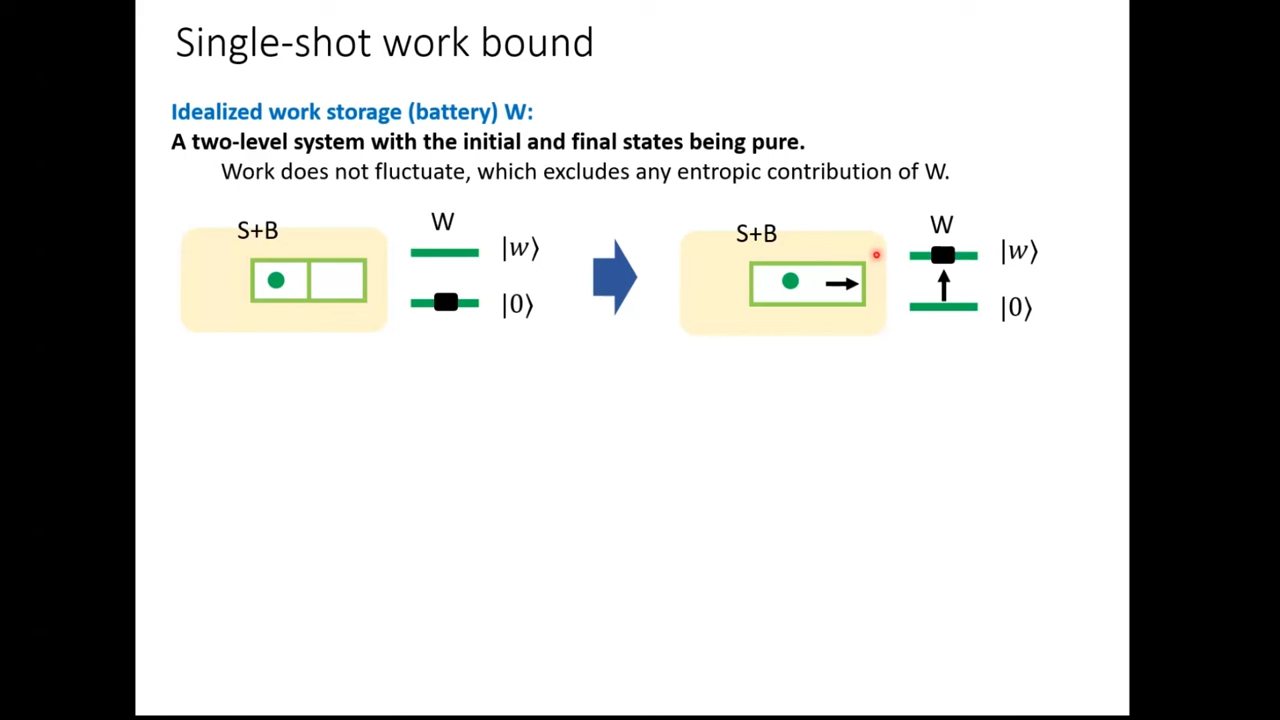 Single-shot work bound
Idealized work storage (battery) W:
A two-level system with the initial and final states being pure.
Work does not fluctuate, which excludes any entropic contribution of W.
S+B
W
|w⟩
|0⟩
S+B
W
|w⟩
|0⟩